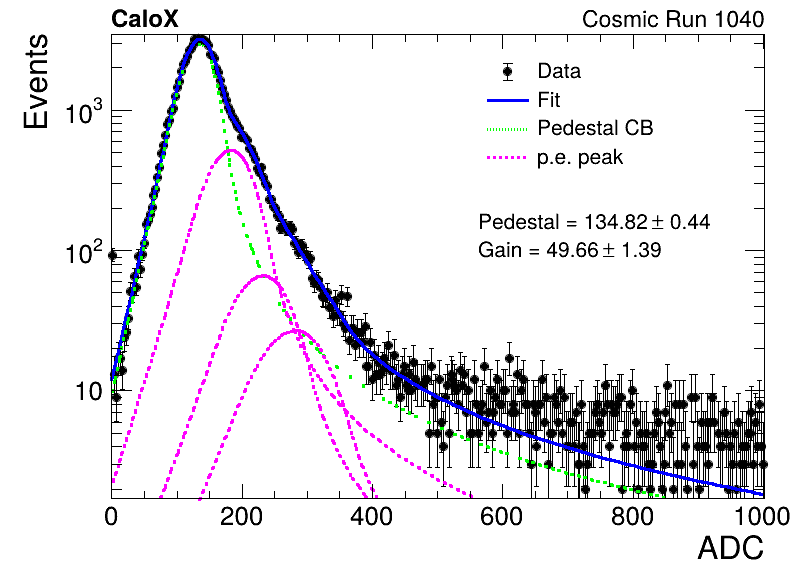 CaloX
Cosmic Run 1040
Events
Data
Fit
Pedestal CB
p.e. peak
Pedestal = 134.82 ± 0.44
Gain = 49.66 ± 1.39
10³
10²
10
0
200
400
600
800
1000
ADC